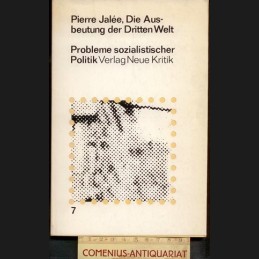 Pierre Jalée, Die Aus-
beutung der Dritten Welt
Probleme sozialistischer
Politik Verlag Neue Kritik
7
COMENIUS-ANTIQUARIAT